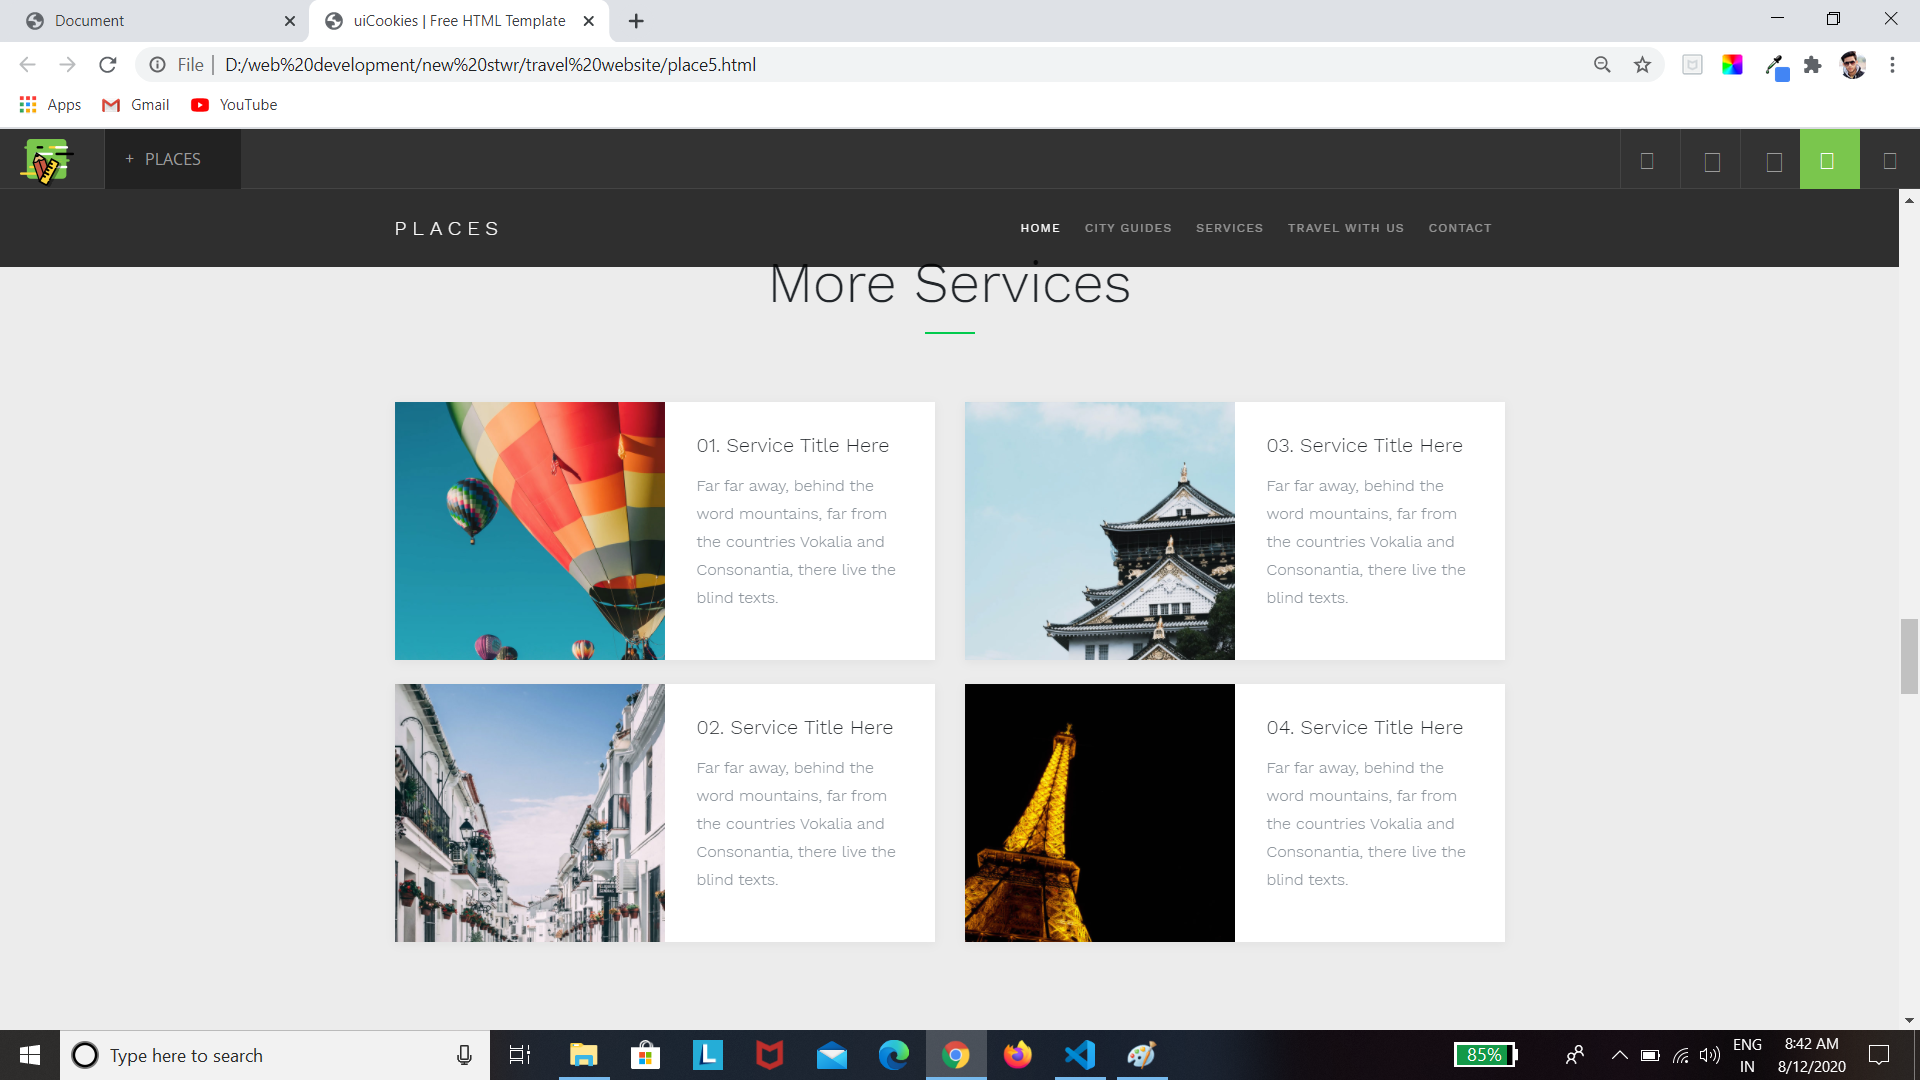 Document
uiCookies | Free HTML Template
File | D:/web%20development/new%20stwr/travel%20website/place5.html
Apps
Gmail
YouTube
+ PLACES
PLACES
HOME
CITY GUIDES
SERVICES
TRAVEL WITH US
CONTACT
More Services
01. Service Title Here
Far far away, behind the
word mountains, far from
the countries Vokalia and
Consonantia, there live the
blind texts.
03. Service Title Here
Far far away, behind the
word mountains, far from
the countries Vokalia and
Consonantia, there live the
blind texts.
02. Service Title Here
Far far away, behind the
word mountains, far from
the countries Vokalia and
Consonantia, there live the
blind texts.
04. Service Title Here
Far far away, behind the
word mountains, far from
the countries Vokalia and
Consonantia, there live the
blind texts.
Type here to search
L
85%
ENG
IN
8:42 AM
8/12/2020